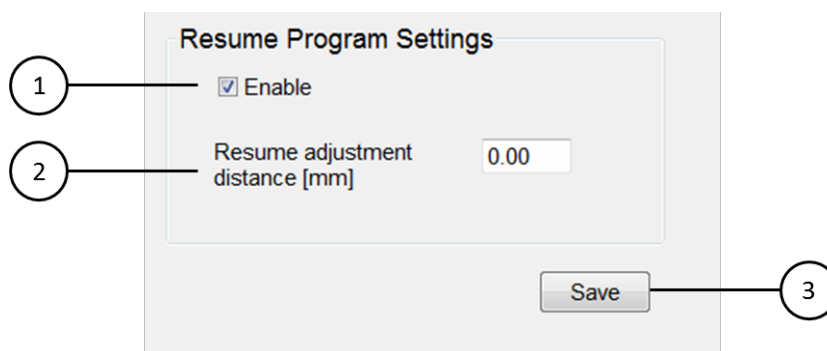 Resume Program Settings
1
Enable
Resume adjustment
distance [mm]
0.00
2
Save
3